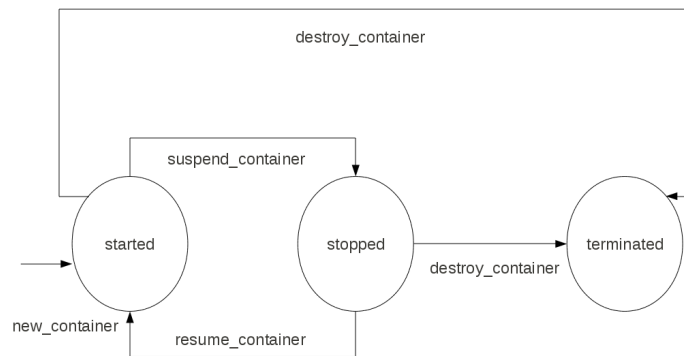 destroy_container
suspend_container
started
stopped
terminated
destroy_container
new_container
resume_container